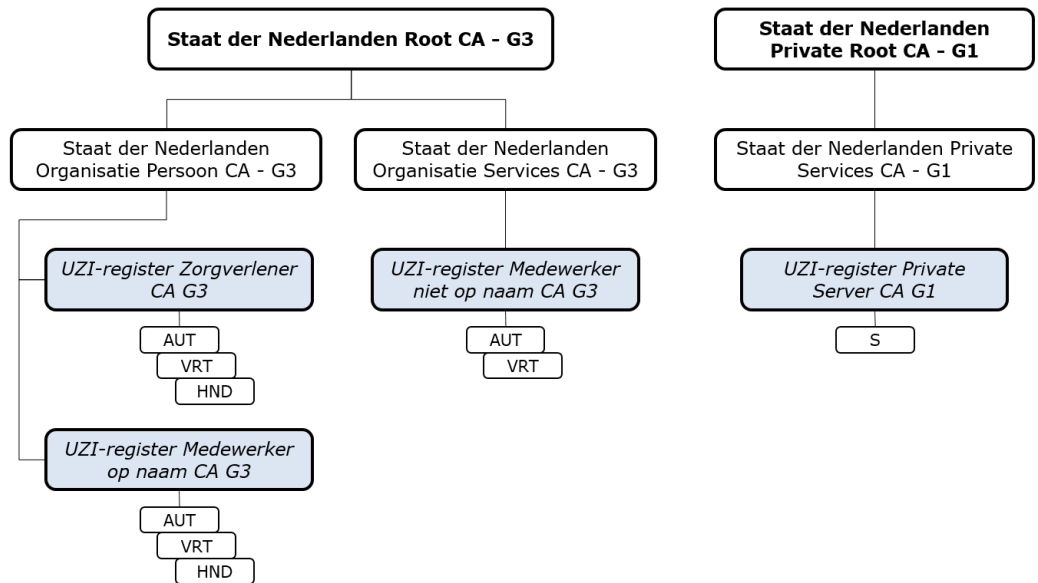 Staat der Nederlanden Root CA - G3
Staat der Nederlanden
Private Root CA - G1
Staat der Nederlanden
Organisatie Persoon CA - G3
Staat der Nederlanden
Organisatie Services CA - G3
Staat der Nederlanden Private
Services CA - G1
UZI-register Zorgverlener
CA G3
UZI-register Medewerker
niet op naam CA G3
UZI-register Private
Server CA G1
AUT
VRT
HND
AUT
VRT
S
UZI-register Medewerker
op naam CA G3
AUT
VRT
HND